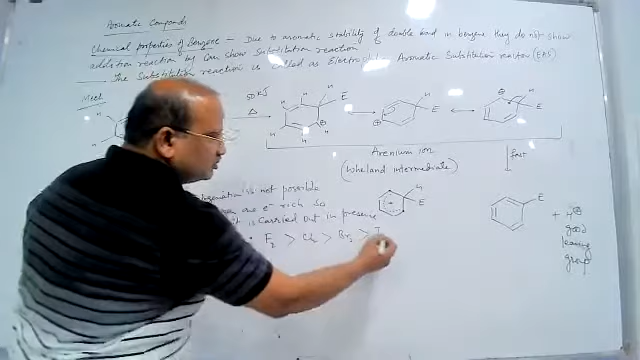 Aromatic Compounds
Chemical properties of Benzene - Due to aromatic stability of double bond in benzene they do not show
addition reaction by Can show Substitution reaction
The Substitution reaction is called as Electrophilic Aromatic Substitution reaction (EAS)
Mech
50 KJ
Δ
H H E H H H ⊕
⊕ H E
H E
Arenium ion
(Wheland intermediate)
fast
is not possible
are e⁻ rich so
it is carried out in presence
H E
E
+ H⊕
good
leaving
group
F₂ > Cl₂ > Br₂ > I